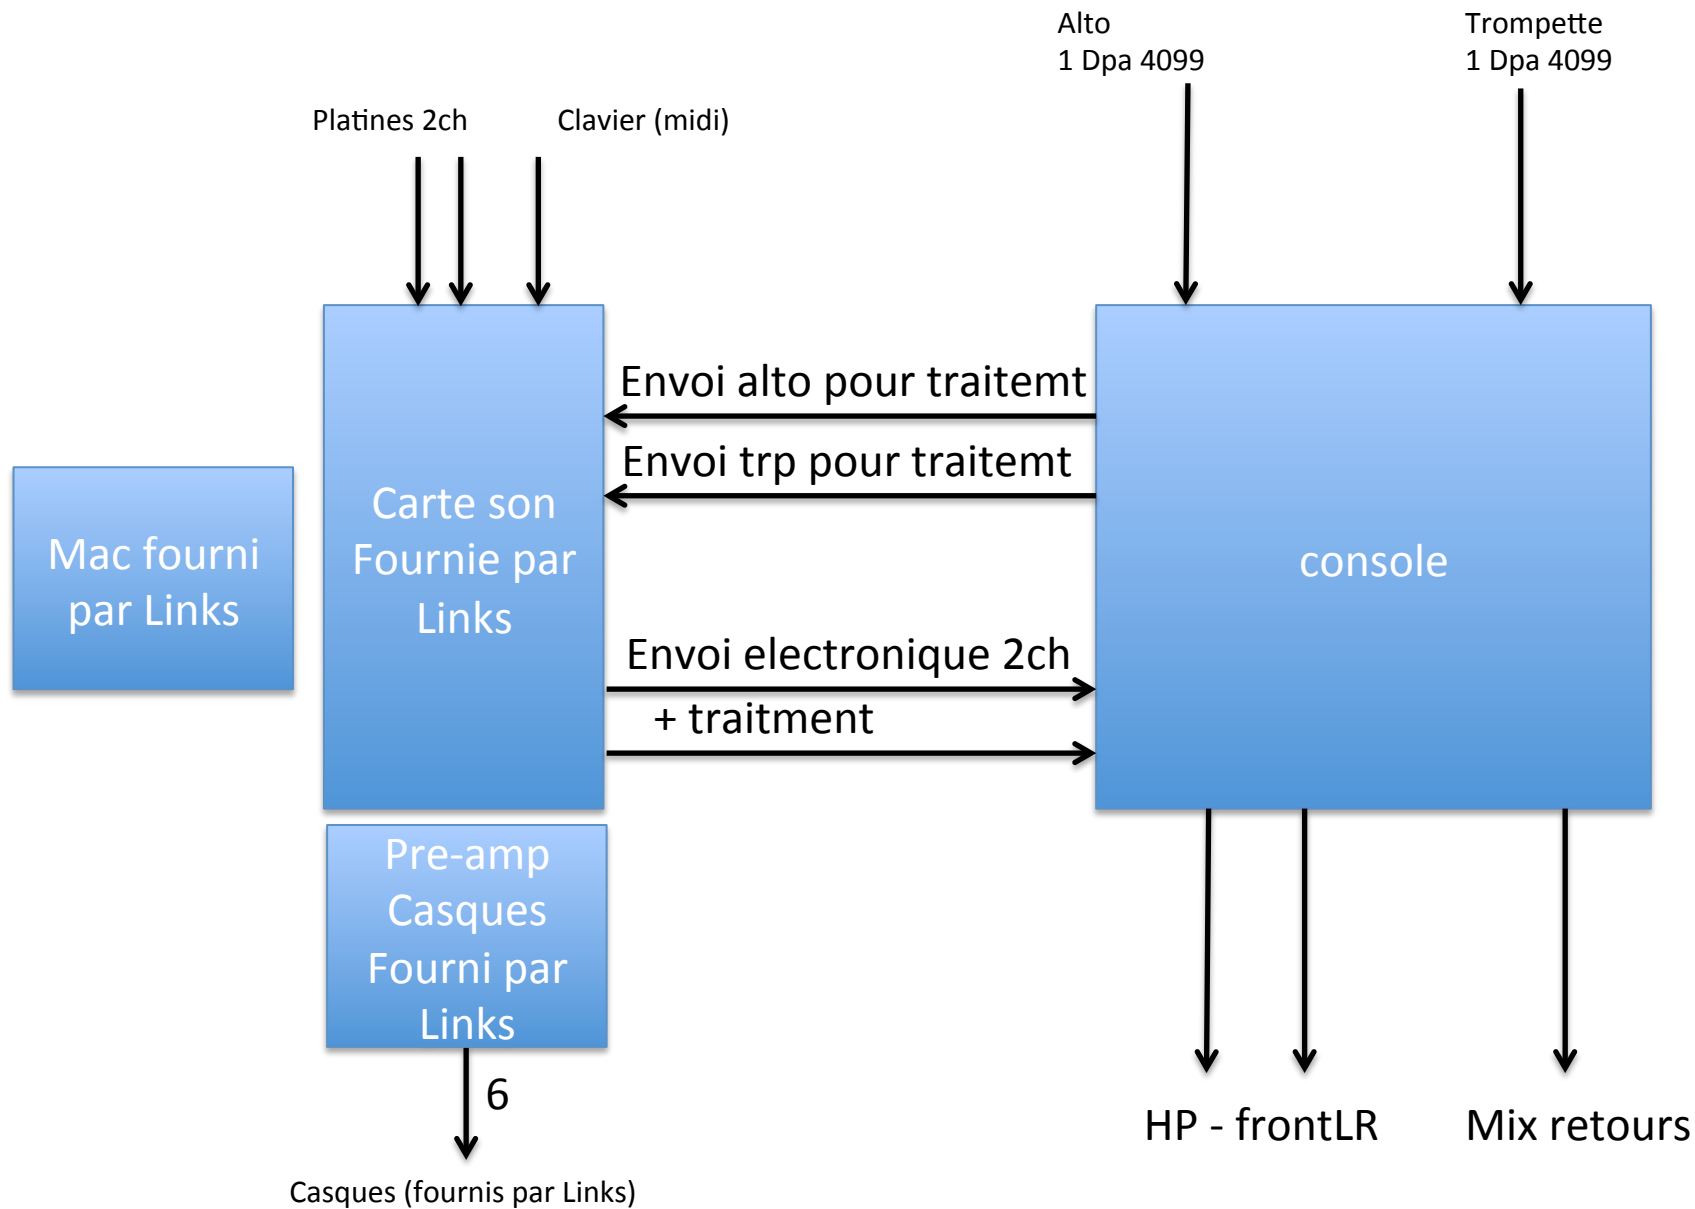 Alto
1 Dpa 4099
Trompette
1 Dpa 4099
Platines 2ch
Clavier (midi)
Envoi alto pour traitemt
Envoi trp pour traitemt
Carte son
Fournie par
Links
Mac fourni
par Links
console
Envoi electronique 2ch
+ traitment
Pre-amp
Casques
Fourni par
Links
6
HP - frontLR
Mix retours
Casques (fournis par Links)